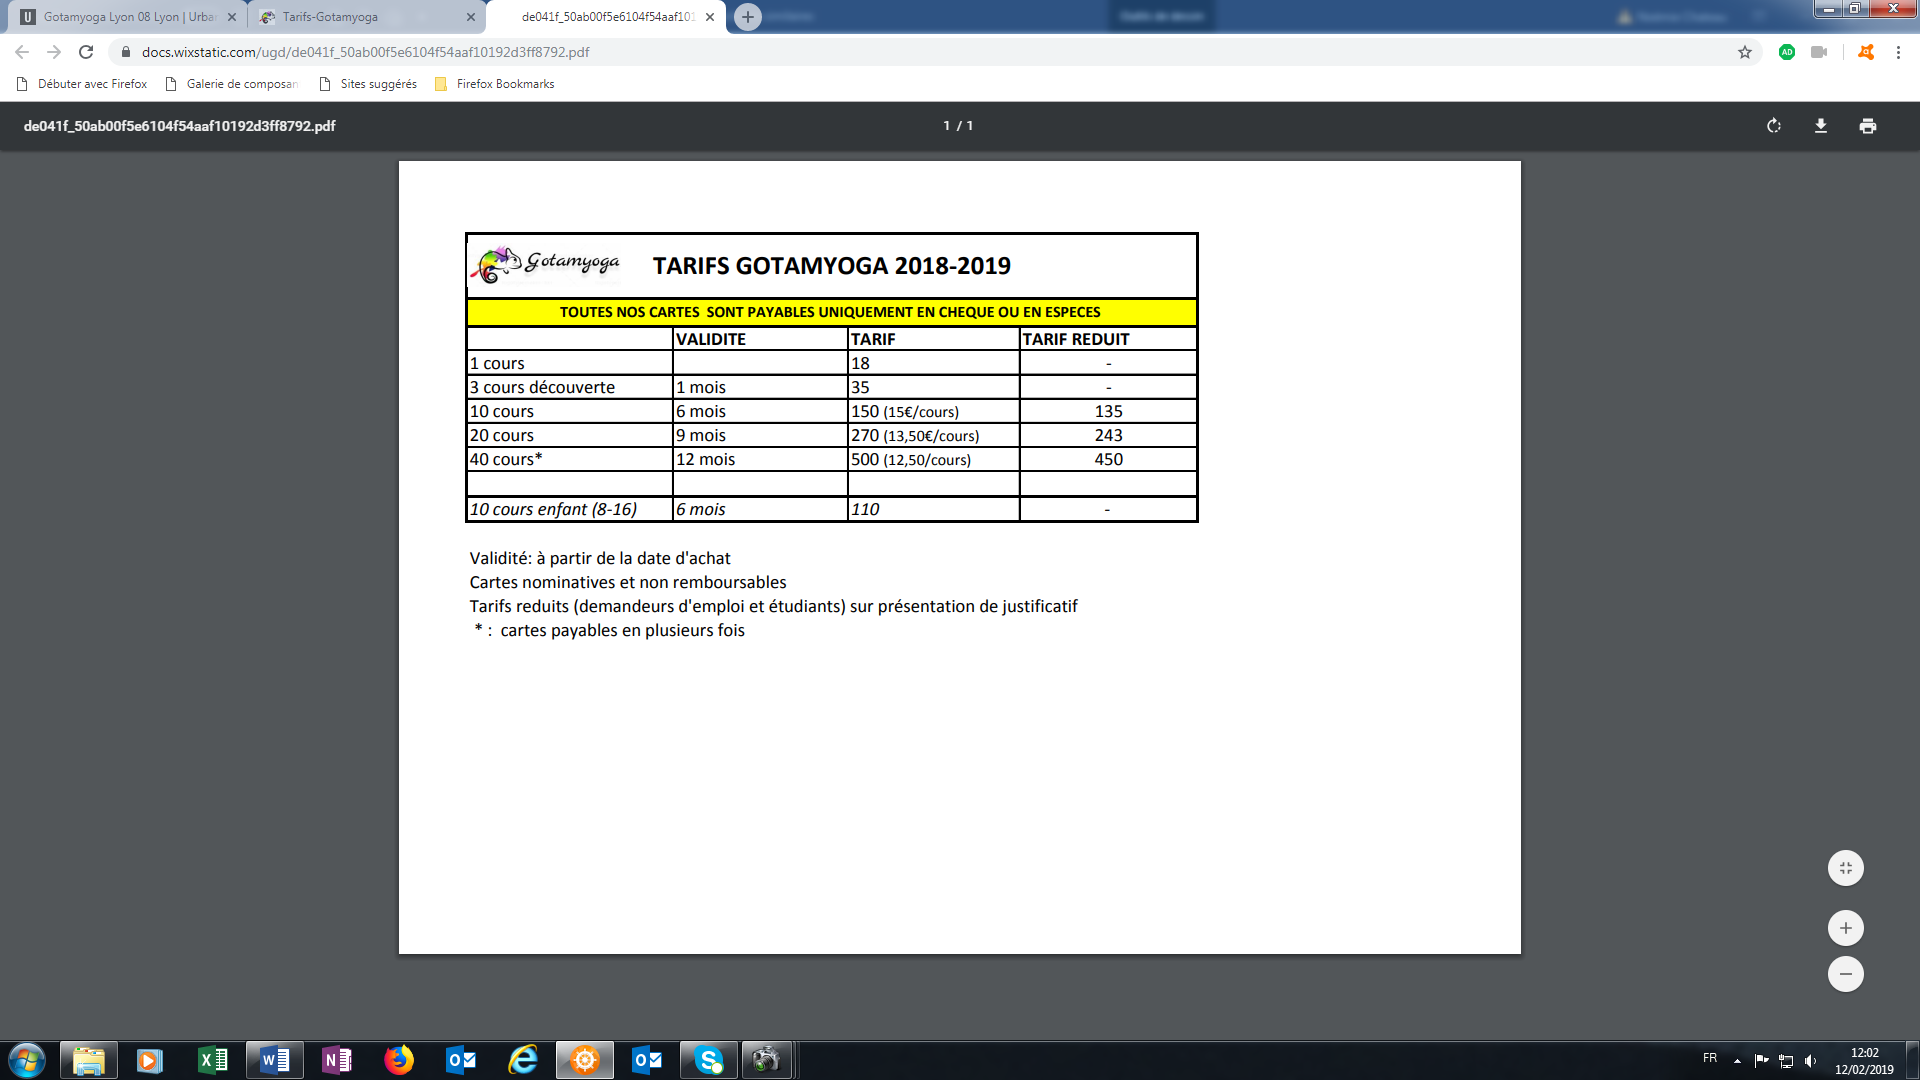 Gotamyoga Lyon 08 Lyon | Urba
Tarifs-Gotamyoga
de041f_50ab00f5e6104f54aaf101
docs.wixstatic.com/ugd/de041f_50ab00f5e6104f54aaf10192d3ff8792.pdf
Débuter avec Firefox
Galerie de composan
Sites suggérés
Firefox Bookmarks
de041f_50ab00f5e6104f54aaf10192d3ff8792.pdf
1 / 1
Gotamyoga TARIFS GOTAMYOGA 2018-2019
TOUTES NOS CARTES SONT PAYABLES UNIQUEMENT EN CHEQUE OU EN ESPECES
VALIDITE TARIF TARIF REDUIT
1 cours 18 -
3 cours découverte 1 mois 35 -
10 cours 6 mois 150 (15€/cours) 135
20 cours 9 mois 270 (13,50€/cours) 243
40 cours* 12 mois 500 (12,50/cours) 450
10 cours enfant (8-16) 6 mois 110 -
Validité: à partir de la date d'achat
Cartes nominatives et non remboursables
Tarifs reduits (demandeurs d'emploi et étudiants) sur présentation de justificatif
* : cartes payables en plusieurs fois
FR
12:02
12/02/2019